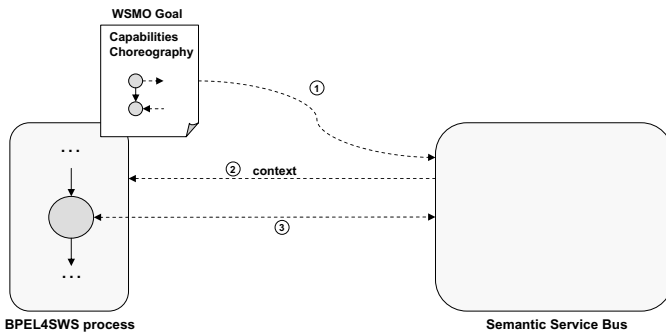 WSMO Goal
Capabilities
Choreography
1
...
2 context
3
...
BPEL4SWS process
Semantic Service Bus